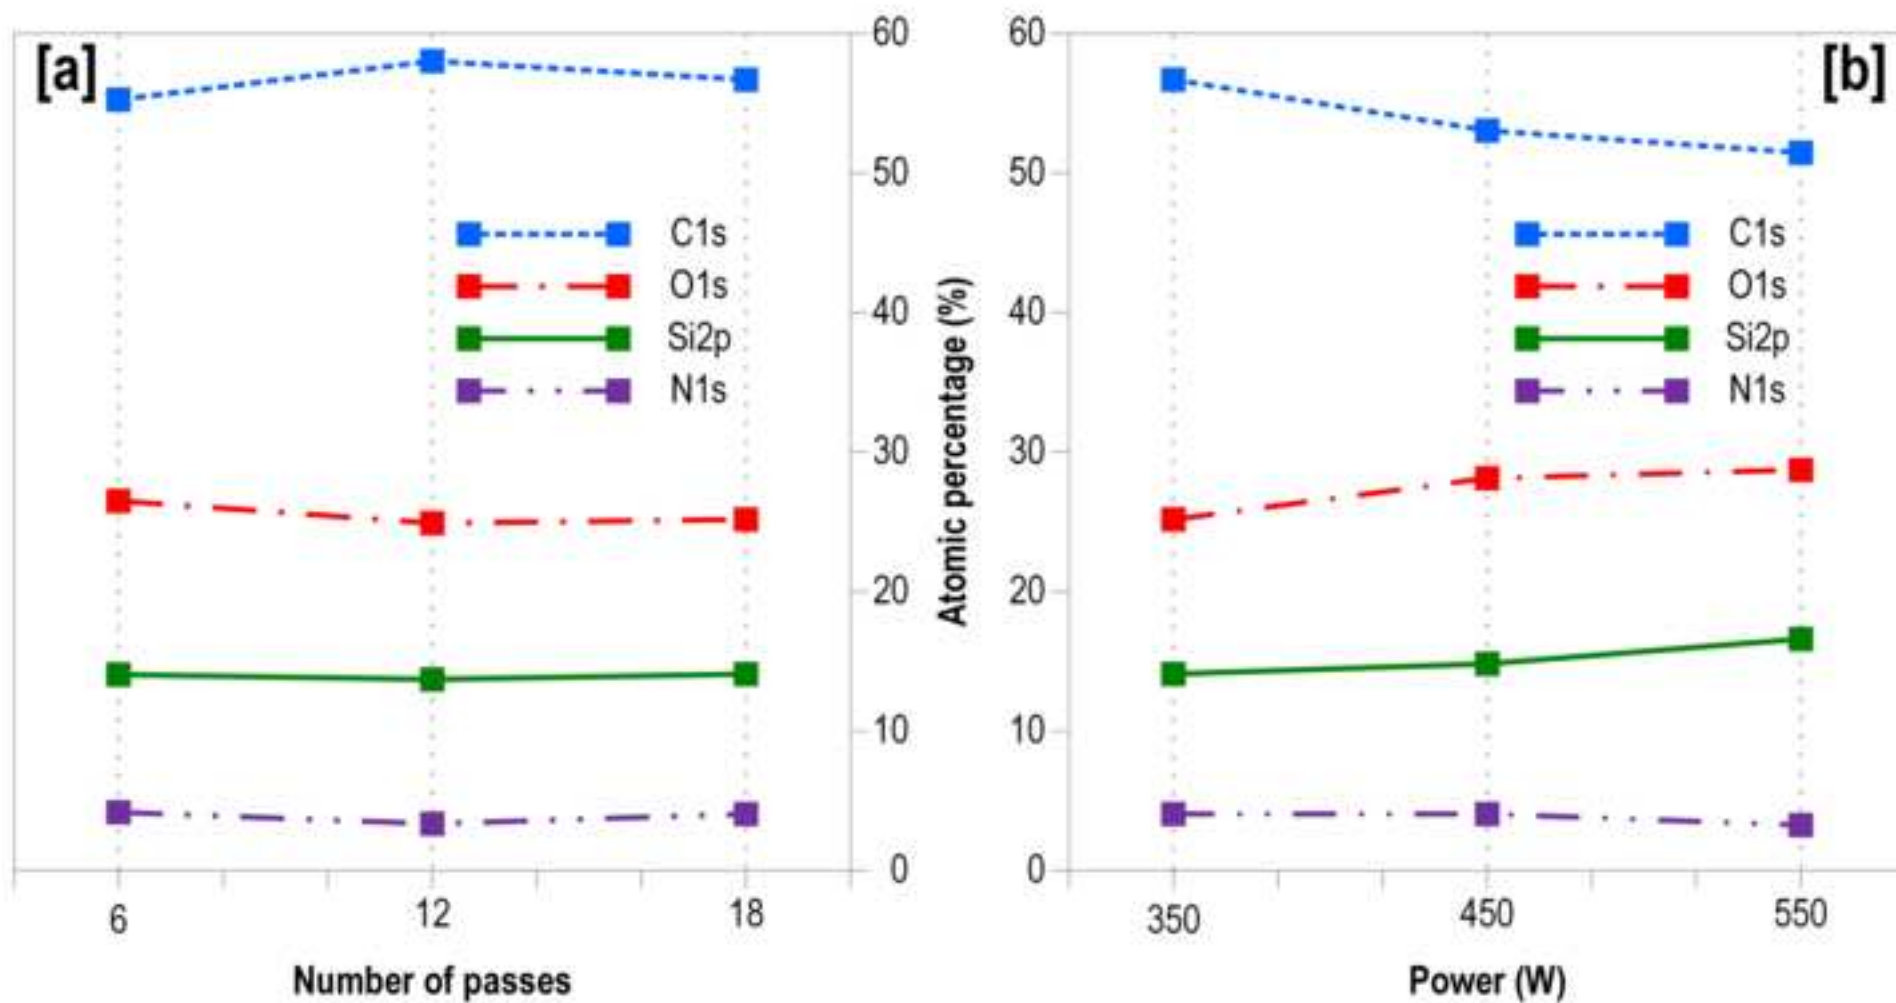 [a]
60
50
40
30
20
10
0
C1s
O1s
Si2p
N1s
6 12 18
Number of passes
Atomic percentage (%)
[b]
60
50
40
30
20
10
0
C1s
O1s
Si2p
N1s
350 450 550
Power (W)